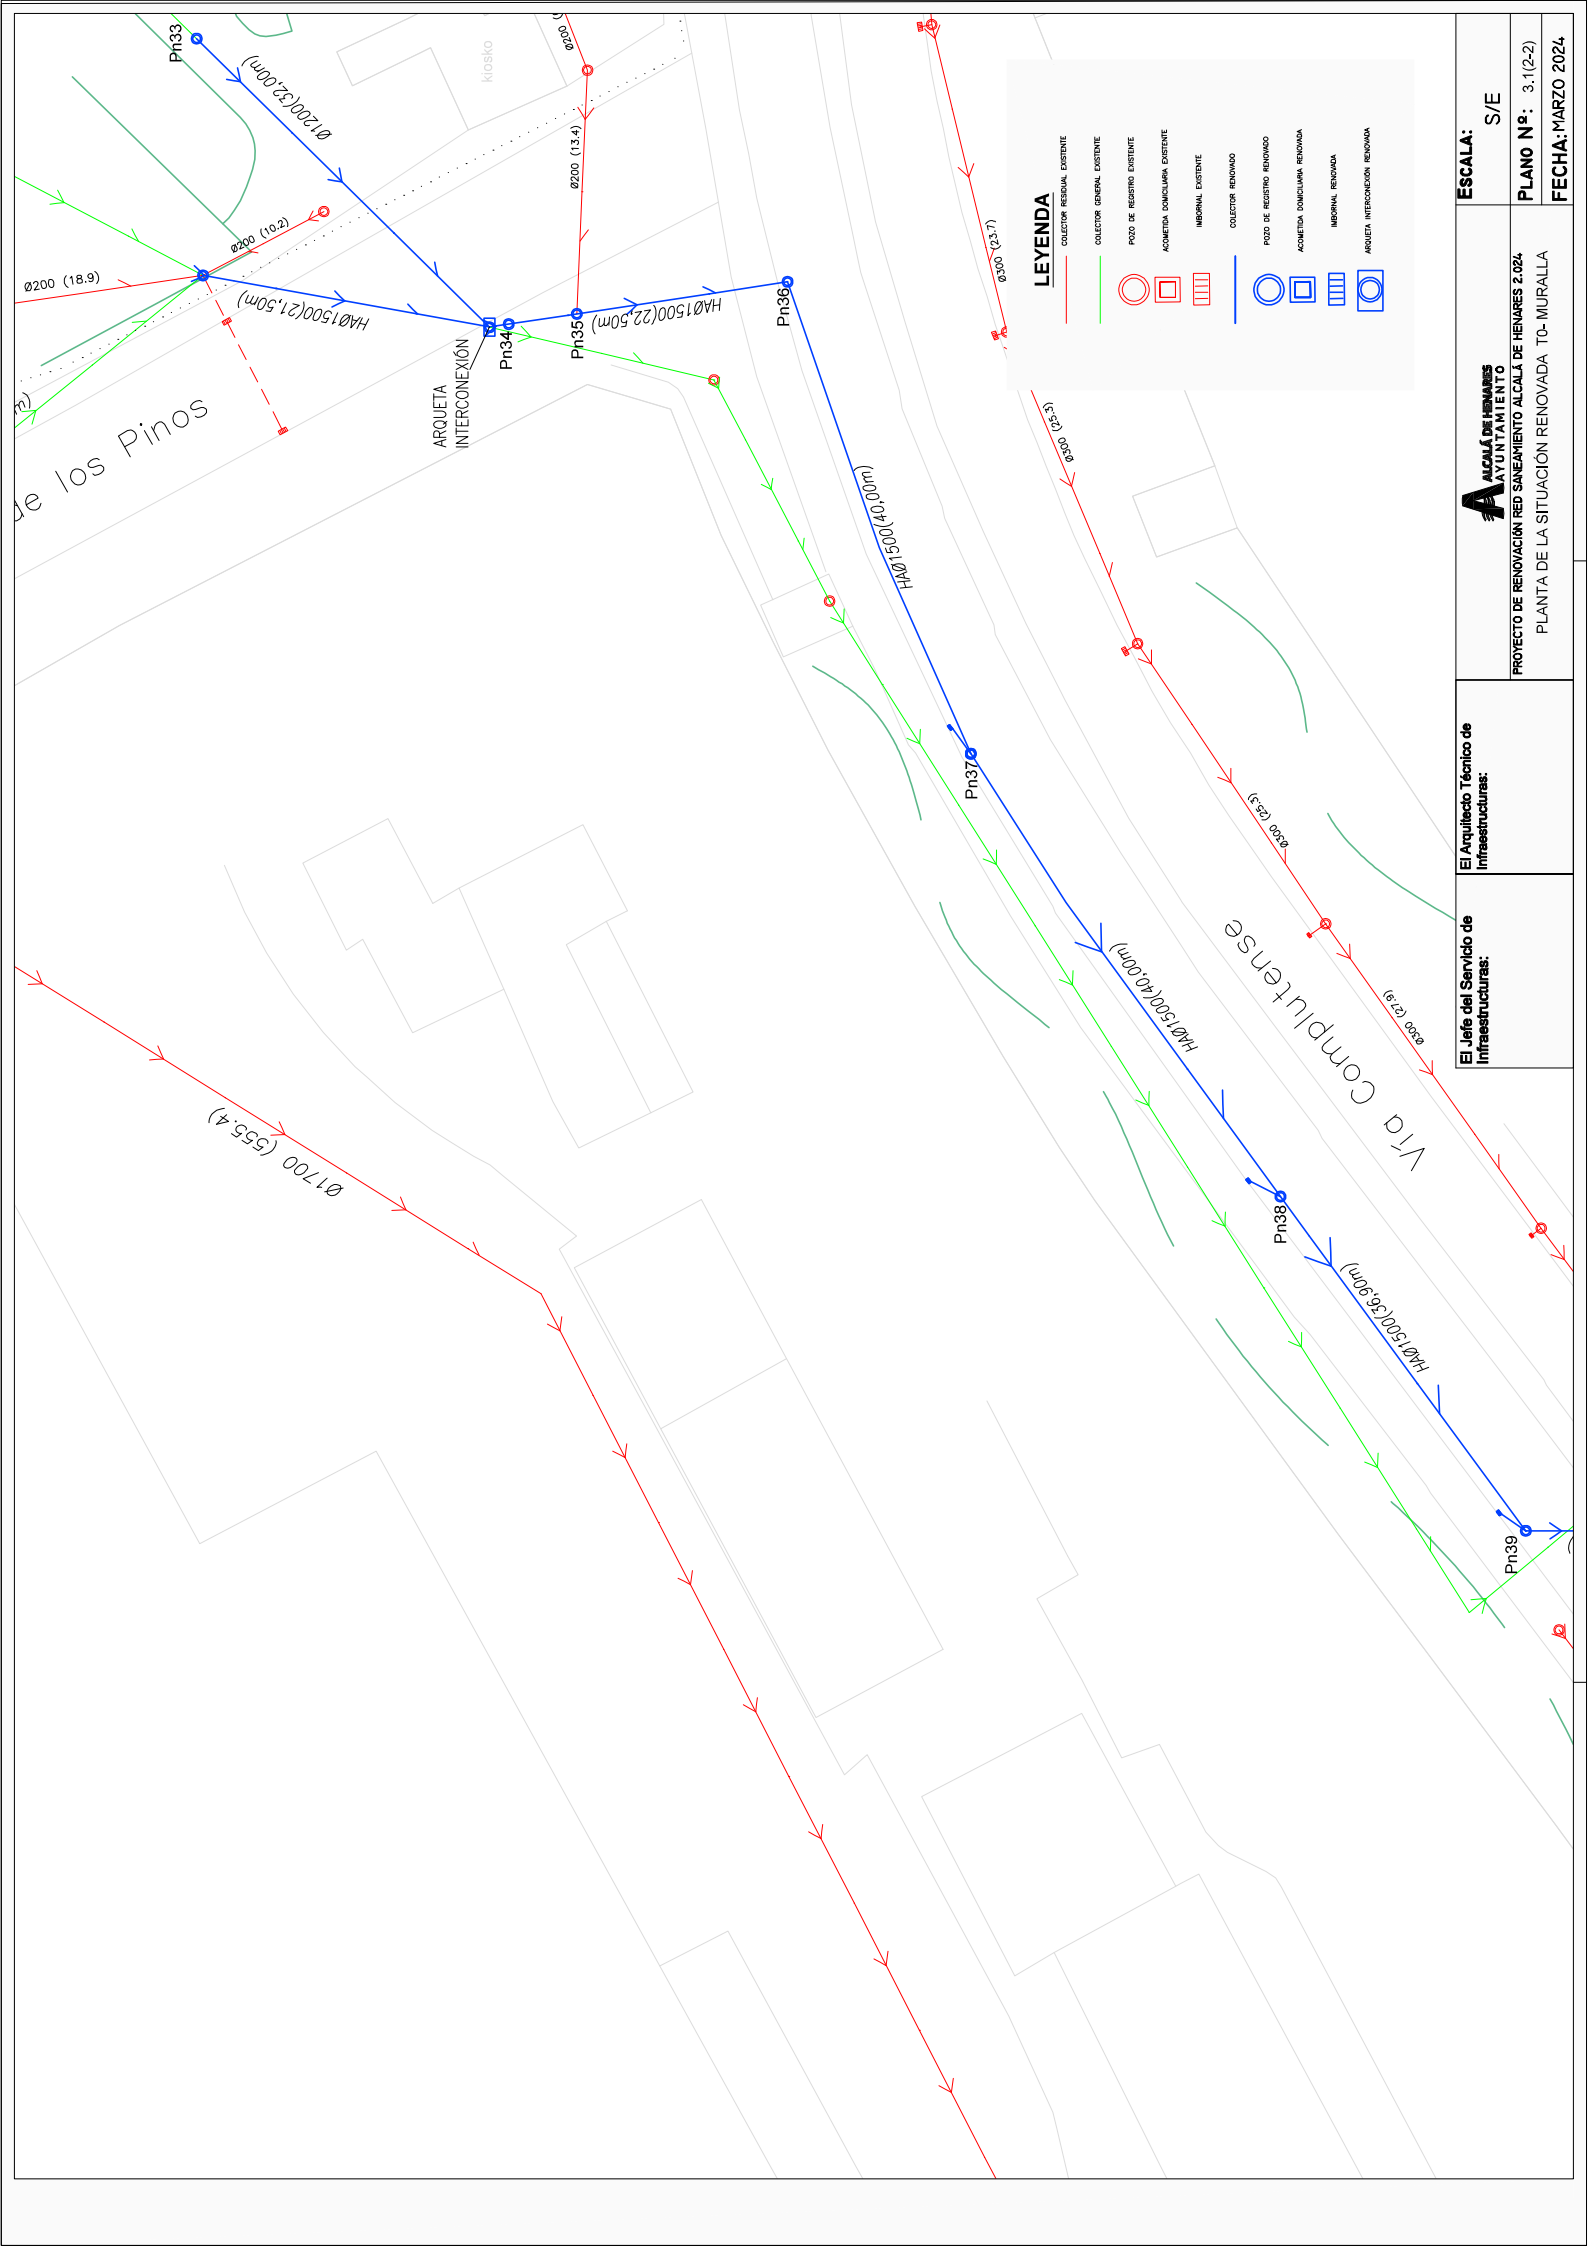 Pn33
Ø1200(32,00m)
kiosko
Ø200 (
Ø200 (13.4)
Ø200 (10.2)
Ø200 (18.9)
HAØ1500(21,50m)
m)
de los Pinos
ARQUETA
INTERCONEXIÓN
Pn34
Pn35
HAØ1500(22,50m)
Pn36
HAØ1500(40,00m)
Pn37
HAØ1500(40,00m)
Pn38
HAØ1500(36,90m)
Pn39
Ø300 (23.7)
Ø300 (25.3)
Ø300 (25.3)
Ø300 (27.9)
Vía Complutense
Ø1700 (555.4)
LEYENDA
COLECTOR RESIDUAL EXISTENTE
COLECTOR GENERAL EXISTENTE
POZO DE REGISTRO EXISTENTE
ACOMETIDA DOMICILIARIA EXISTENTE
IMBORNAL EXISTENTE
COLECTOR RENOVADO
POZO DE REGISTRO RENOVADO
ACOMETIDA DOMICILIARIA RENOVADA
IMBORNAL RENOVADA
ARQUETA INTERCONEXIÓN RENOVADA
El Jefe del Servicio de
Infraestructuras:
El Arquitecto Técnico de
Infraestructuras:
ALCALÁ DE HENARES
AYUNTAMIENTO
PROYECTO DE RENOVACIÓN RED SANEAMIENTO ALCALÁ DE HENARES 2.024
PLANTA DE LA SITUACIÓN RENOVADA T0- MURALLA
ESCALA:
S/E
PLANO Nº: 3.1(2-2)
FECHA:MARZO 2024